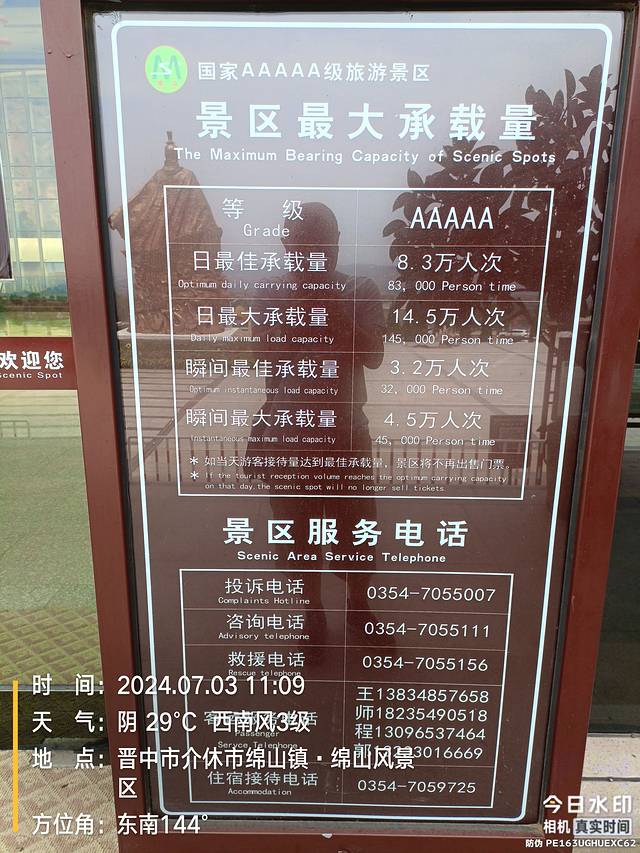 国家AAAAA级旅游景区
景区最大承载量
The Maximum Bearing Capacity of Scenic Spots
等 级 AAAAA
Grade
日最佳承载量 8.3万人次
Optimum daily carrying capacity 83, 000 Person time
日最大承载量 14.5万人次
Daily maximum load capacity 145, 000 Person time
瞬间最佳承载量 3.2万人次
Optimum instantaneous load capacity 32, 000 Person time
瞬间最大承载量 4.5万人次
Instantaneous maximum load capacity 45, 000 Person time
* 如当天游客接待量达到最佳承载量，景区将不再出售门票。
* If the tourist reception volume reaches the optimum carrying capacity
on that day,the scenic spot will no longer sell tickets.
欢迎您
Scenic Spot
景区服务电话
Scenic Area Service Telephone
投诉电话 0354-7055007
Complaints Hotline
咨询电话 0354-7055111
Advisory telephone
救援电话 0354-7055156
Rescue telephone
王13834857658
师18235490518
Passenger 程13096537464
Service Telephone
住宿接待电话 0354-7059725
Accommodation
时 间： 2024.07.03 11:09
天 气： 阴 29°C 西南风3级
地 点： 晋中市介休市绵山镇·绵山风景
区
方位角： 东南144°
今日水印
相机 真实时间
防伪 PE163UGHUEXC62